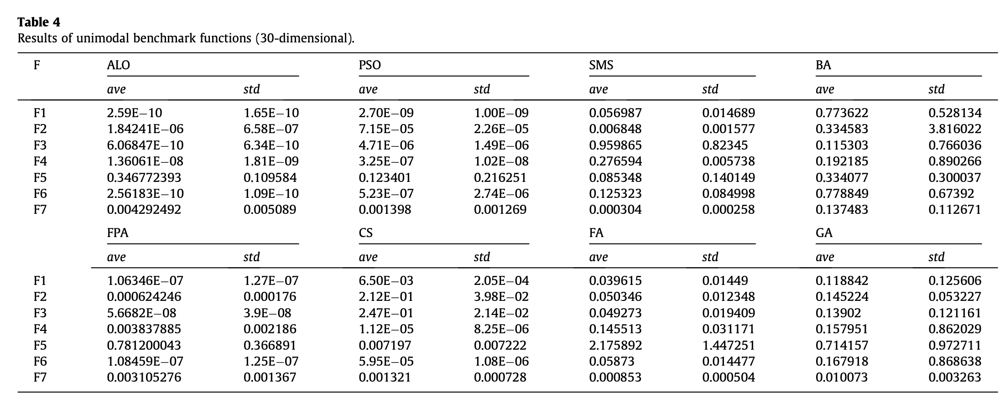 Table 4
Results of unimodal benchmark functions (30-dimensional).
F ALO PSO SMS BA
ave std ave std ave std ave std
F1 2.59E−10 1.65E−10 2.70E−09 1.00E−09 0.056987 0.014689 0.773622 0.528134
F2 1.84241E−06 6.58E−07 7.15E−05 2.26E−05 0.006848 0.001577 0.334583 3.816022
F3 6.06847E−10 6.34E−10 4.71E−06 1.49E−06 0.959865 0.82345 0.115303 0.766036
F4 1.36061E−08 1.81E−09 3.25E−07 1.02E−08 0.276594 0.005738 0.192185 0.890266
F5 0.346772393 0.109584 0.123401 0.216251 0.085348 0.140149 0.334077 0.300037
F6 2.56183E−10 1.09E−10 5.23E−07 2.74E−06 0.125323 0.084998 0.778849 0.67392
F7 0.004292492 0.005089 0.001398 0.001269 0.000304 0.000258 0.137483 0.112671
FPA CS FA GA
ave std ave std ave std ave std
F1 1.06346E−07 1.27E−07 6.50E−03 2.05E−04 0.039615 0.01449 0.118842 0.125606
F2 0.000624246 0.000176 2.12E−01 3.98E−02 0.050346 0.012348 0.145224 0.053227
F3 5.6682E−08 3.9E−08 2.47E−01 2.14E−02 0.049273 0.019409 0.13902 0.121161
F4 0.003837885 0.002186 1.12E−05 8.25E−06 0.145513 0.031171 0.157951 0.862029
F5 0.781200043 0.366891 0.007197 0.007222 2.175892 1.447251 0.714157 0.972711
F6 1.08459E−07 1.25E−07 5.95E−05 1.08E−06 0.05873 0.014477 0.167918 0.868638
F7 0.003105276 0.001367 0.001321 0.000728 0.000853 0.000504 0.010073 0.003263